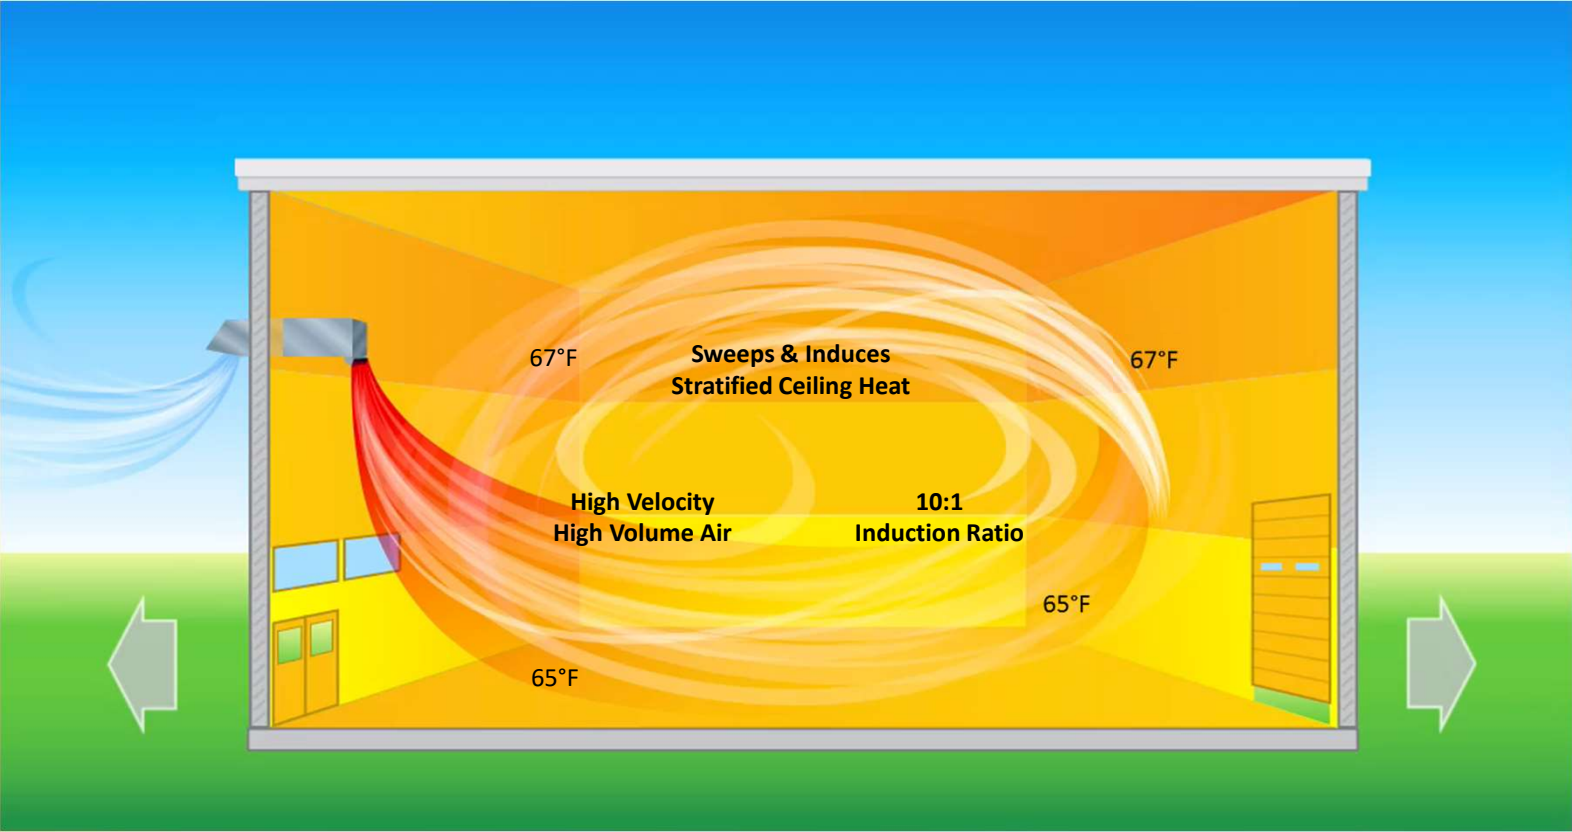 67°F
Sweeps & Induces
Stratified Ceiling Heat
67°F
High Velocity
High Volume Air
10:1
Induction Ratio
65°F
65°F